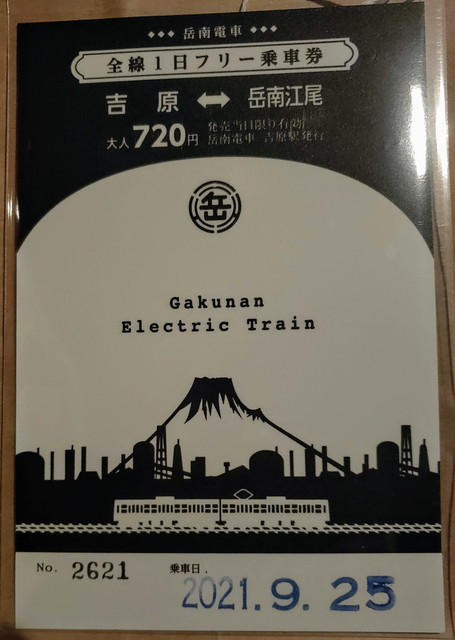 ◆◆◆ 岳南電車 ◆◆◆
全線1日フリー乗車券
吉原 ⇔ 岳南江尾
大人720円
発売当日限り有効
岳南電車 吉原駅発行
岳
Gakunan
Electric Train
No. 2621
乗車日.
2021.9.25